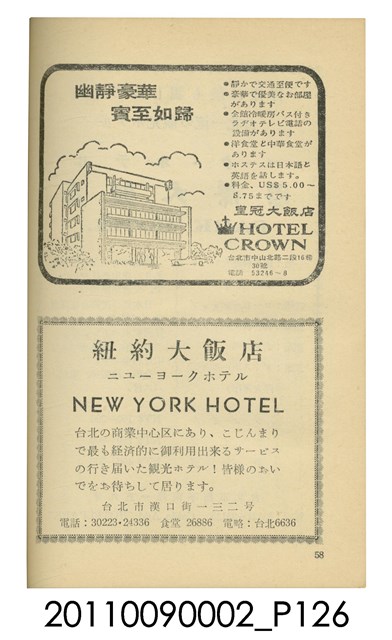 幽靜豪華
賓至如歸
●静かで交通至便です
●豪華で優美なお部屋
があります
●全館冷暖房バス付き
ラヂオテレビ電話の
設備があります
●洋食堂と中華食堂が
あります
●ホステスは日本語と
英語を話します。
●料金、US$5.00～
8.75までです
皇冠大飯店
HOTEL
CROWN
台北市中山北路二段16巷
30號
電話 53246~8
紐約大飯店
ニューヨークホテル
NEW YORK HOTEL
台北の商業中心区にあり、こじんまり
で最も経済的に御利用出来るサービス
の行き届いた観光ホテル！皆様のおい
でをお待ちして居ります。
台北市漢口街一三二号
電話：30223·24336 食堂 26886 電略：台北6636
58
20110090002_P126